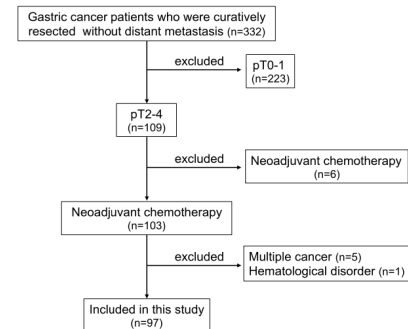 Gastric cancer patients who were curatively
resected without distant metastasis (n=332)
excluded
pT0-1
(n=223)
pT2-4
(n=109)
excluded
Neoadjuvant chemotherapy
(n=6)
Neoadjuvant chemotherapy
(n=103)
excluded
Multiple cancer (n=5)
Hematological disorder (n=1)
Included in this study
(n=97)